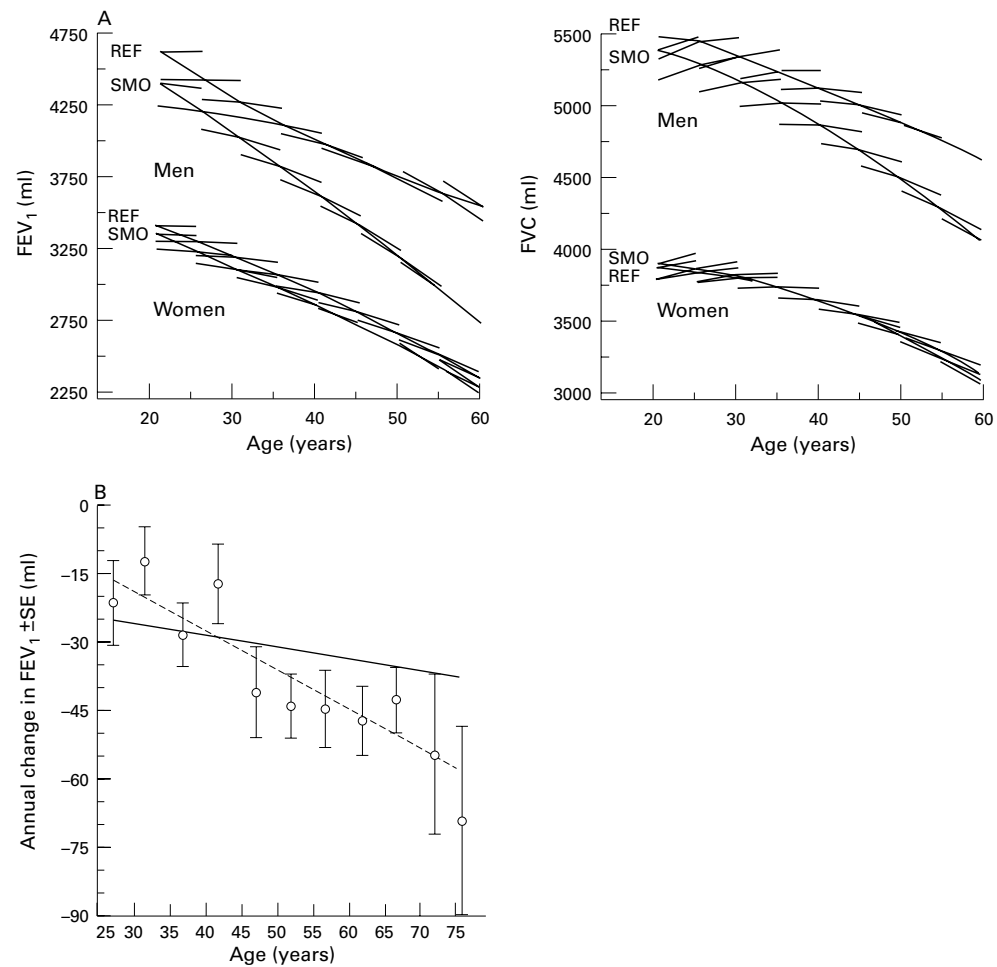 A
4750
4250
3750
3250
2750
2250
FEV1 (ml)
REF
SMO
Men
REF
SMO
Women
20 30 40 50 60
Age (years)
5500
5000
4500
4000
3500
3000
FVC (ml)
REF
SMO
Men
SMO
REF
Women
20 30 40 50 60
Age (years)
B
0
–15
–30
–45
–60
–75
–90
Annual change in FEV1 ±SE (ml)
25 30 35 40 45 50 55 60 65 70 75
Age (years)